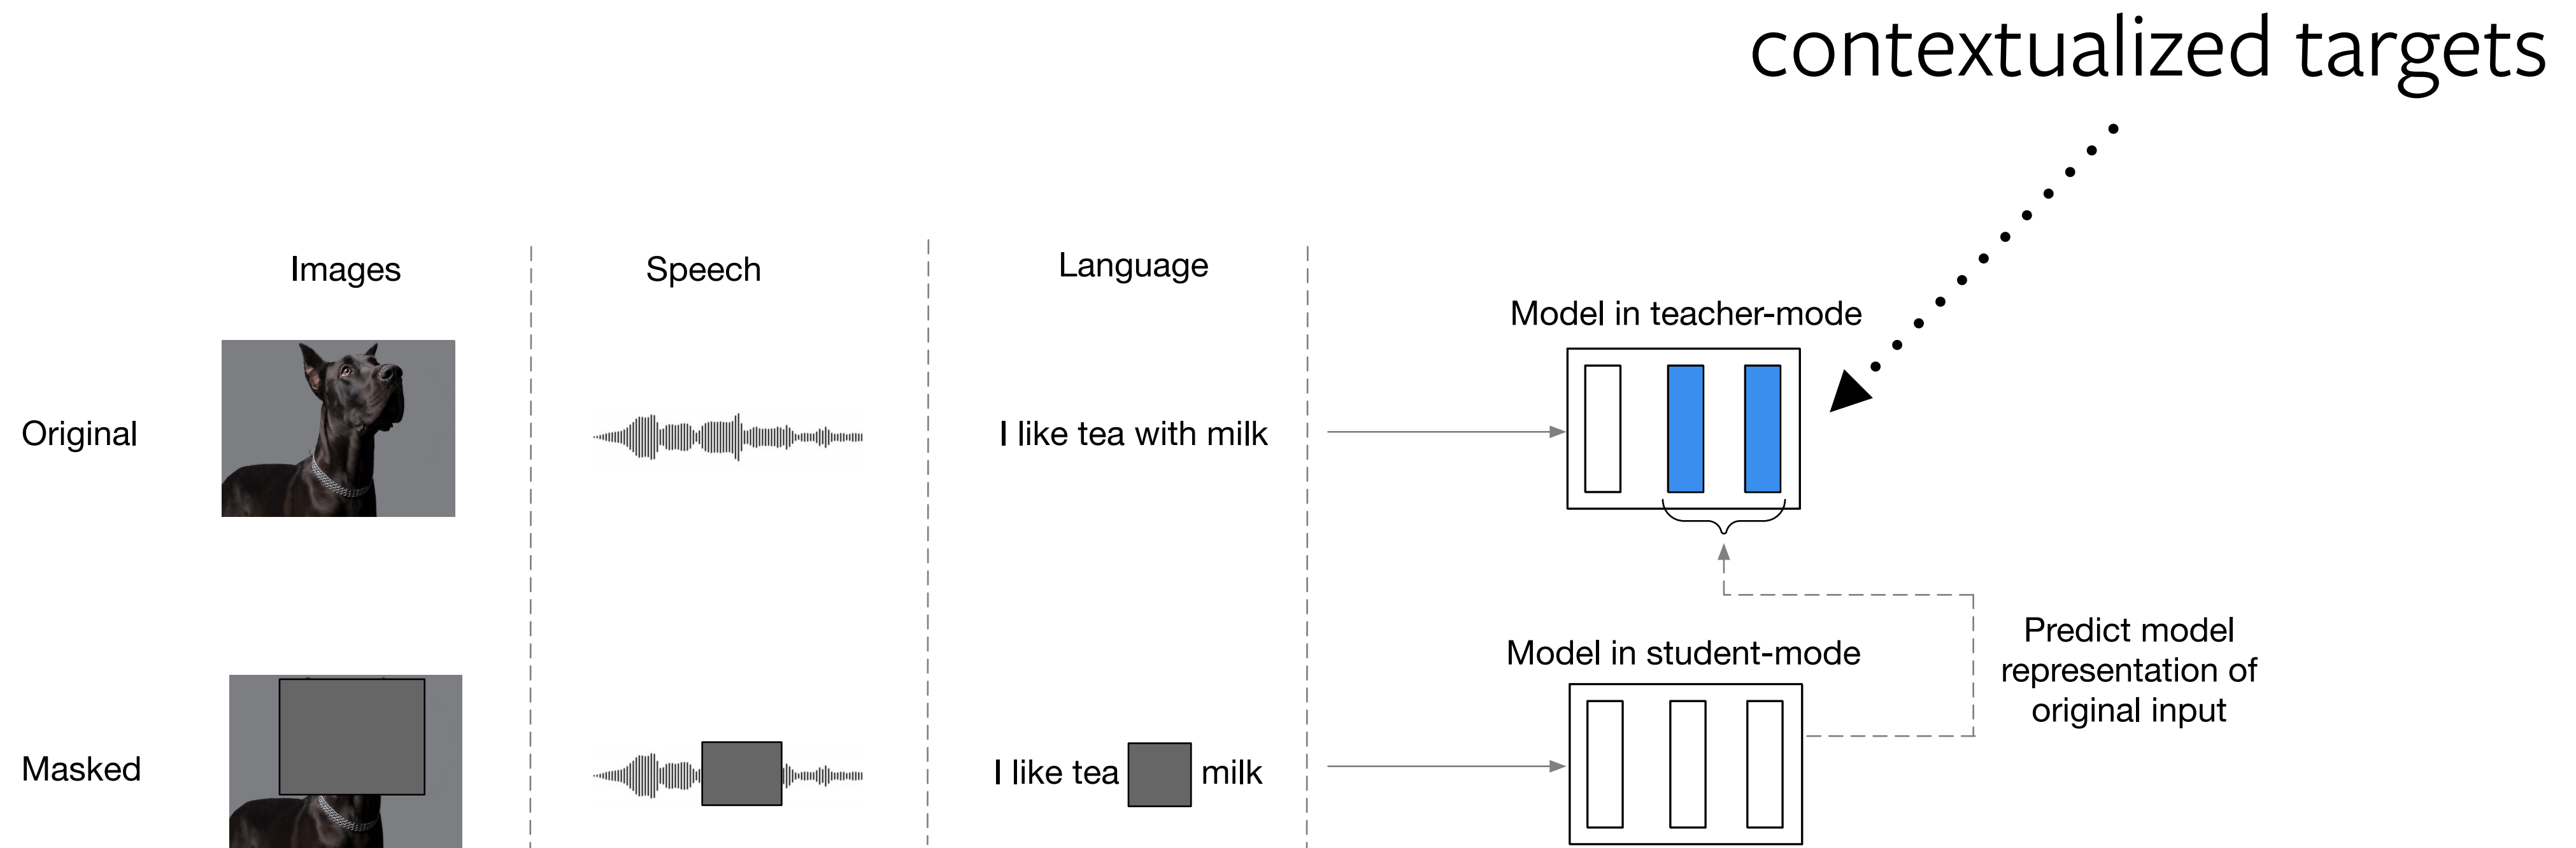 contextualized targets
Images
Speech
Language
Model in teacher-mode
Original
I like tea with milk
Predict model
representation of
original input
Model in student-mode
Masked
I like tea
milk